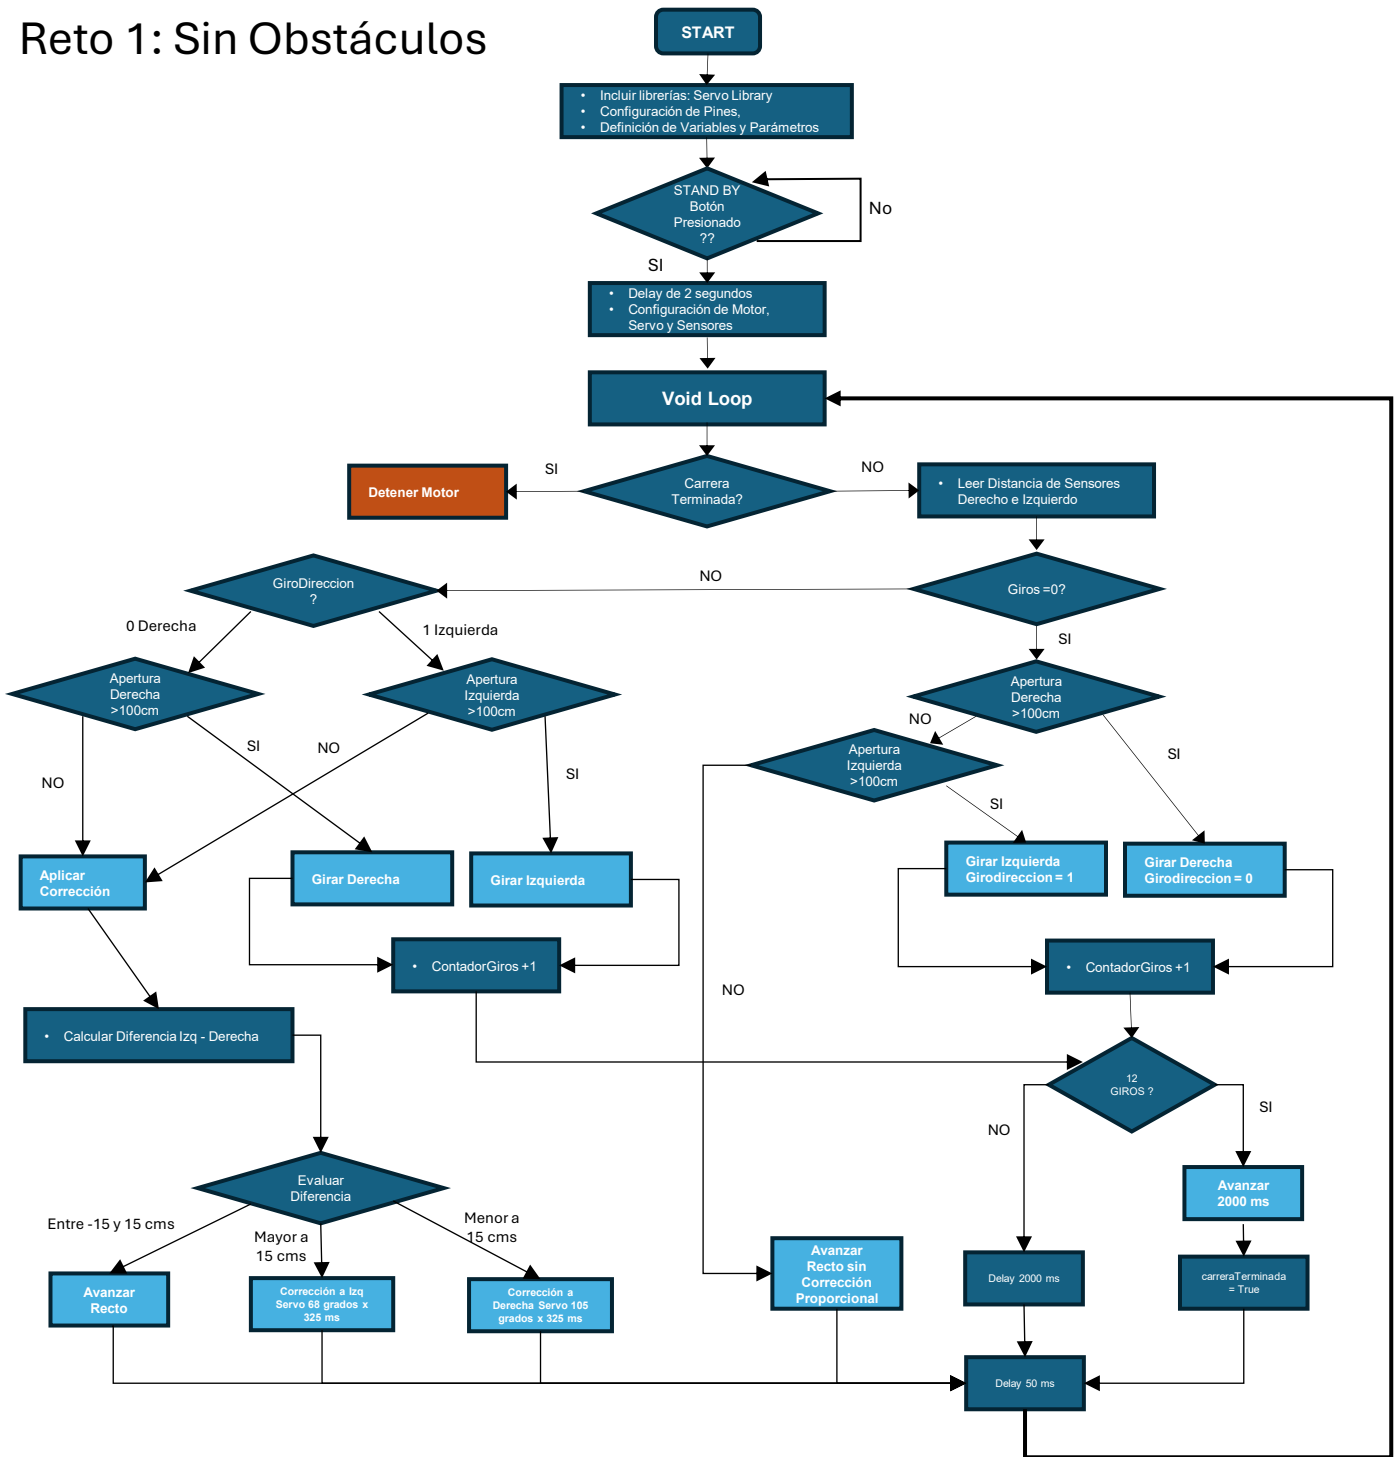 Reto 1: Sin Obstáculos
START
• Incluir librerías: Servo Library
• Configuración de Pines,
• Definición de Variables y Parámetros
STAND BY
Botón
Presionado
??
No
SI
• Delay de 2 segundos
• Configuración de Motor,
Servo y Sensores
Void Loop
Carrera
Terminada?
SI
NO
Detener Motor
• Leer Distancia de Sensores
Derecho e Izquierdo
GiroDireccion
?
NO
Giros =0?
0 Derecha
1 Izquierda
SI
Apertura
Derecha
>100cm
Apertura
Izquierda
>100cm
Apertura
Derecha
>100cm
NO
Apertura
Izquierda
>100cm
NO
SI
NO
SI
SI
SI
Aplicar
Corrección
Girar Derecha
Girar Izquierda
Girar Izquierda
Girodireccion = 1
Girar Derecha
Girodireccion = 0
• ContadorGiros +1
• ContadorGiros +1
NO
• Calcular Diferencia Izq - Derecha
12
GIROS ?
NO
SI
Evaluar
Diferencia
Entre -15 y 15 cms
Mayor a
15 cms
Menor a
15 cms
Avanzar
2000 ms
Avanzar
Recto
Corrección a Izq
Servo 68 grados x
325 ms
Corrección a
Derecha Servo 105
grados x 325 ms
Avanzar
Recto sin
Corrección
Proporcional
Delay 2000 ms
carreraTerminada
= True
Delay 50 ms